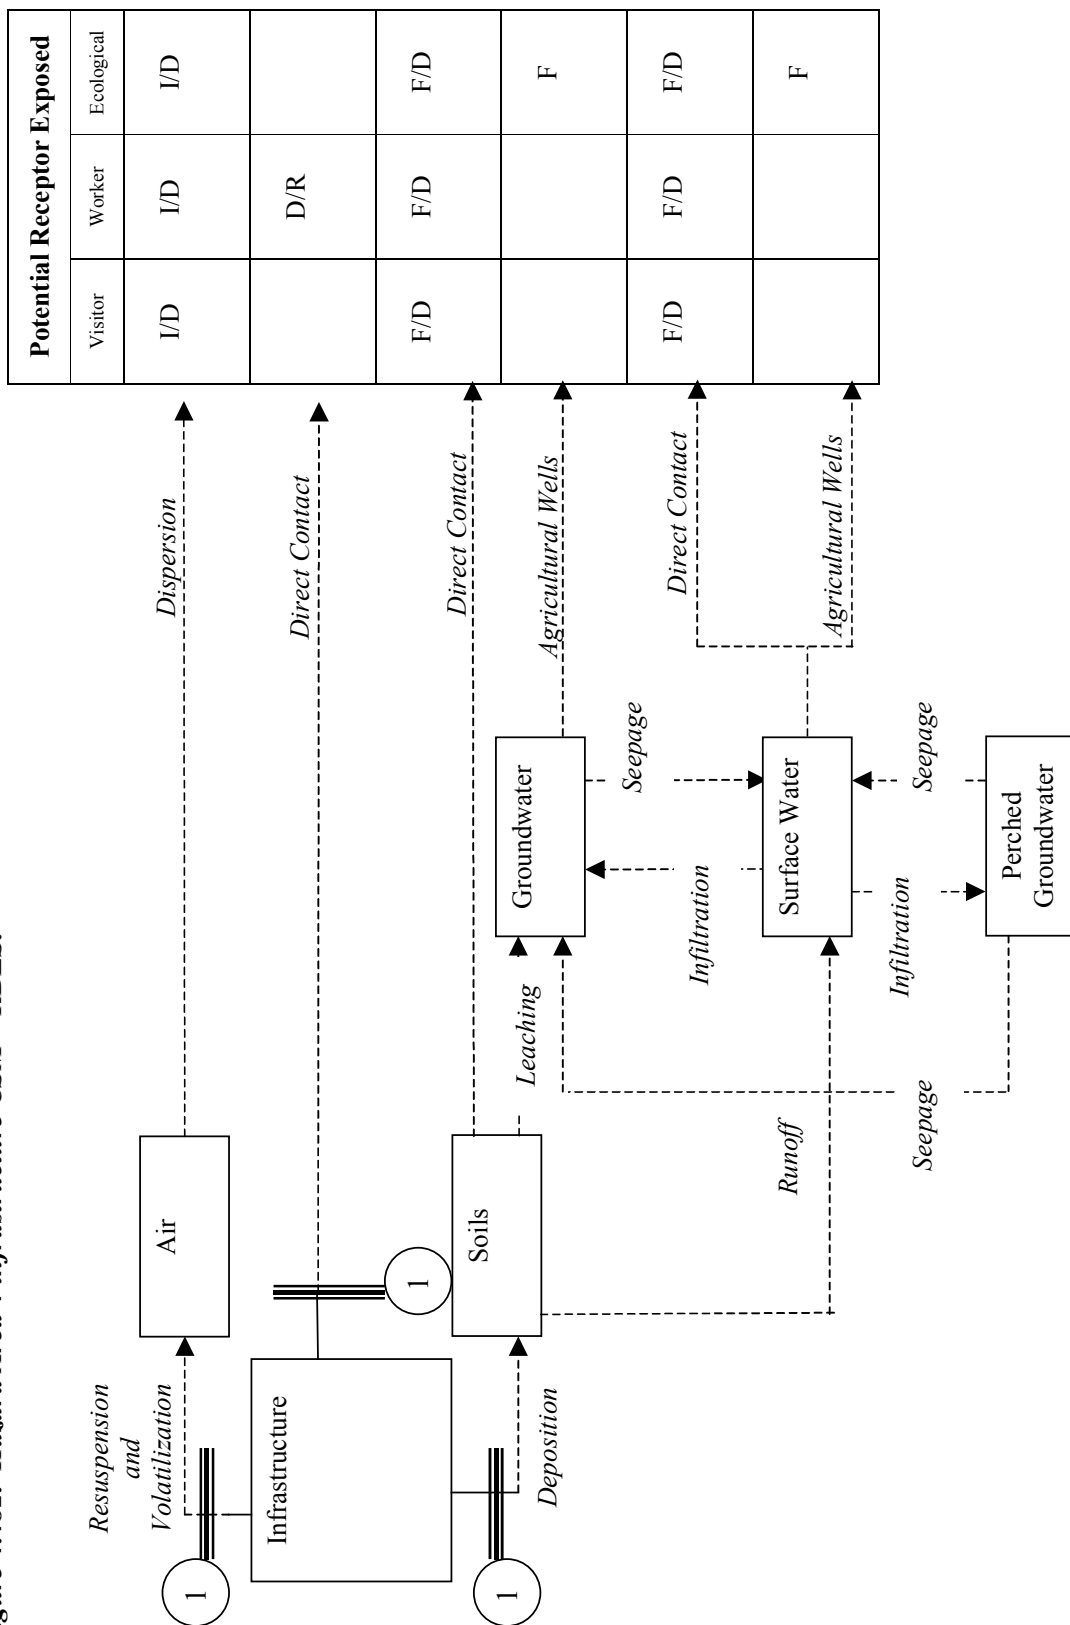 Potential Receptor Exposed
Visitor
Worker
Ecological
Resuspension
and
Volatilization
1
Air
Dispersion
I/D
I/D
I/D
Infrastructure
1
Direct Contact
D/R
1
Deposition
Soils
Direct Contact
F/D
F/D
F/D
Leaching
Groundwater
Agricultural Wells
F
Seepage
Infiltration
Runoff
Surface Water
Direct Contact
F/D
F/D
F/D
Agricultural Wells
F
Seepage
Infiltration
Seepage
Perched
Groundwater